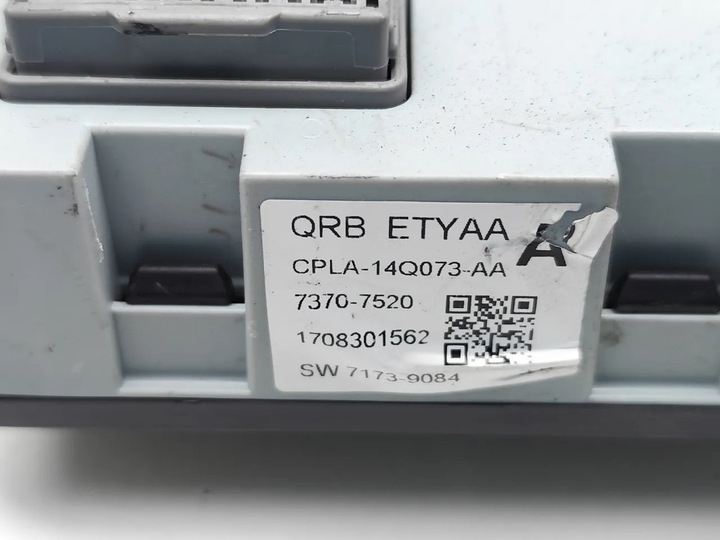 QRB ETYAA A
CPLA-14Q073-AA
7370-7520
1708301562
SW 7173-9084